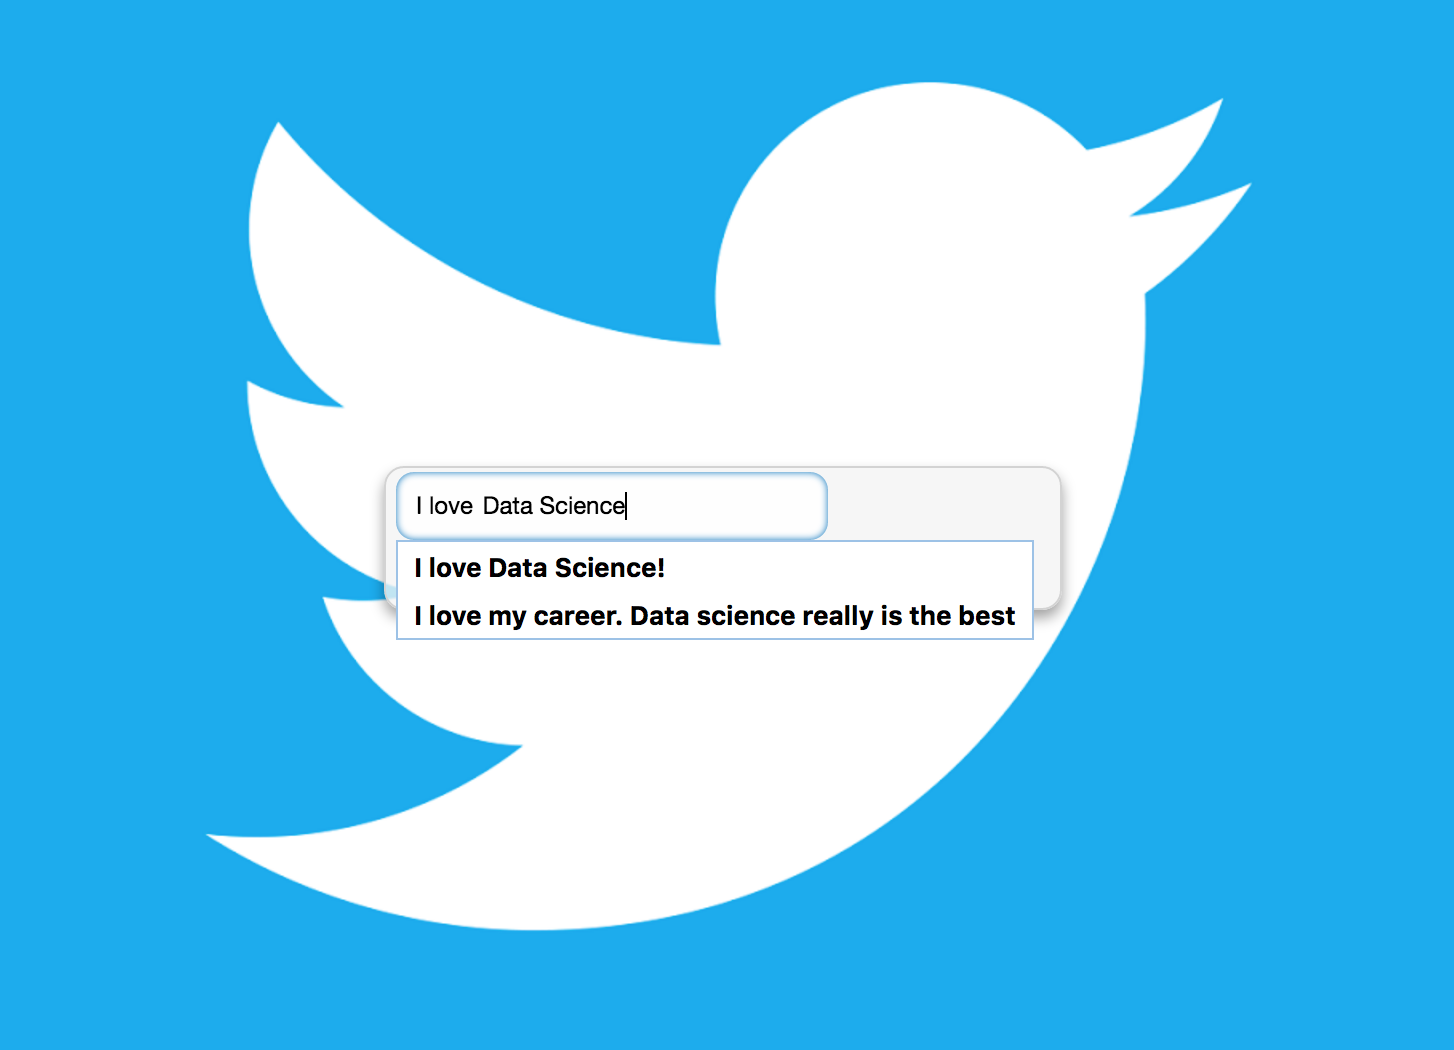 I love Data Science
I love Data Science!
I love my career. Data science really is the best